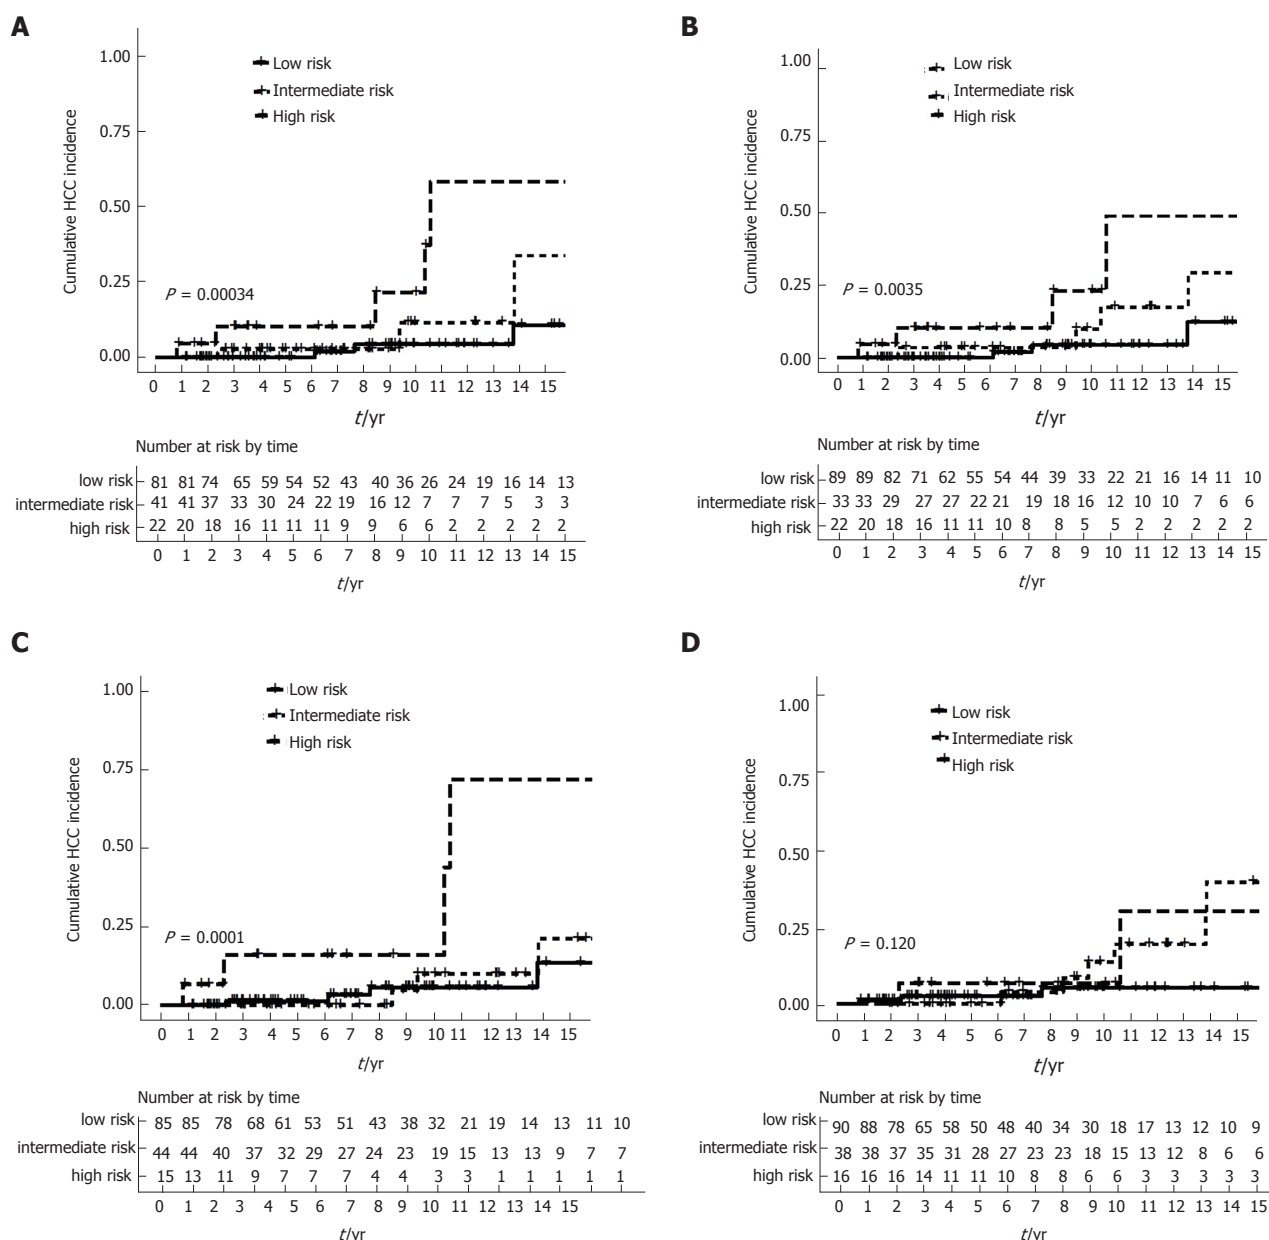 A
1.00
0.75
0.50
0.25
0.00
Cumulative HCC incidence
Low risk
Intermediate risk
High risk
P = 0.00034
0 1 2 3 4 5 6 7 8 9 10 11 12 13 14 15
t/yr
Number at risk by time
low risk 81 81 74 65 59 54 52 43 40 36 26 24 19 16 14 13
intermediate risk 41 41 37 33 30 24 22 19 16 12 7 7 7 5 3 3
high risk 22 20 18 16 11 11 11 9 9 6 6 2 2 2 2 2
0 1 2 3 4 5 6 7 8 9 10 11 12 13 14 15
t/yr
B
1.00
0.75
0.50
0.25
0.00
Cumulative HCC incidence
Low risk
Intermediate risk
High risk
P = 0.0035
0 1 2 3 4 5 6 7 8 9 10 11 12 13 14 15
t/yr
Number at risk by time
low risk 89 89 82 71 62 55 54 44 39 33 22 21 16 14 11 10
intermediate risk 33 33 29 27 27 22 21 19 18 16 12 10 10 7 6 6
high risk 22 20 18 16 11 11 10 8 8 5 5 2 2 2 2 2
0 1 2 3 4 5 6 7 8 9 10 11 12 13 14 15
t/yr
C
1.00
0.75
0.50
0.25
0.00
Cumulative HCC incidence
Low risk
Intermediate risk
High risk
P = 0.0001
0 1 2 3 4 5 6 7 8 9 10 11 12 13 14 15
t/yr
Number at risk by time
low risk 85 85 78 68 61 53 51 43 38 32 21 19 14 13 11 10
intermediate risk 44 44 40 37 32 29 27 24 23 19 15 13 13 9 7 7
high risk 15 13 11 9 7 7 7 4 4 3 3 1 1 1 1 1
0 1 2 3 4 5 6 7 8 9 10 11 12 13 14 15
t/yr
D
1.00
0.75
0.50
0.25
0.00
Cumulative HCC incidence
Low risk
Intermediate risk
High risk
P = 0.120
0 1 2 3 4 5 6 7 8 9 10 11 12 13 14 15
t/yr
Number at risk by time
low risk 90 88 78 65 58 50 48 40 34 30 18 17 13 12 10 9
intermediate risk 38 38 37 35 31 28 27 23 23 18 15 13 12 8 6 6
high risk 16 16 16 14 11 11 10 8 8 6 6 3 3 3 3 3
0 1 2 3 4 5 6 7 8 9 10 11 12 13 14 15
t/yr